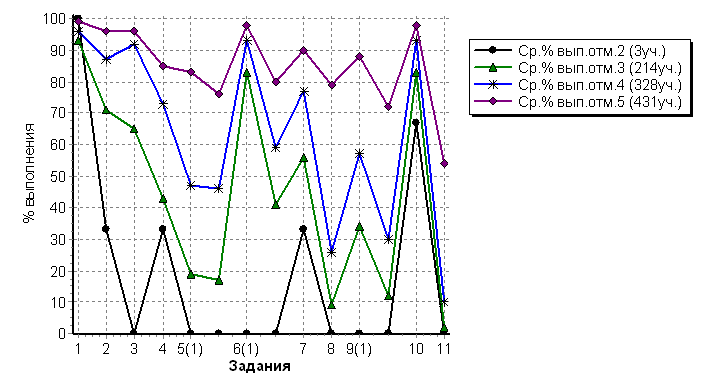 100
90
80
70
60
50
40
30
20
10
0
% выполнения
1 2 3 4 5(1) 6(1) 7 8 9(1) 10 11
Задания
Ср.% вып.отм.2 (3уч.)
Ср.% вып.отм.3 (214уч.)
Ср.% вып.отм.4 (328уч.)
Ср.% вып.отм.5 (431уч.)